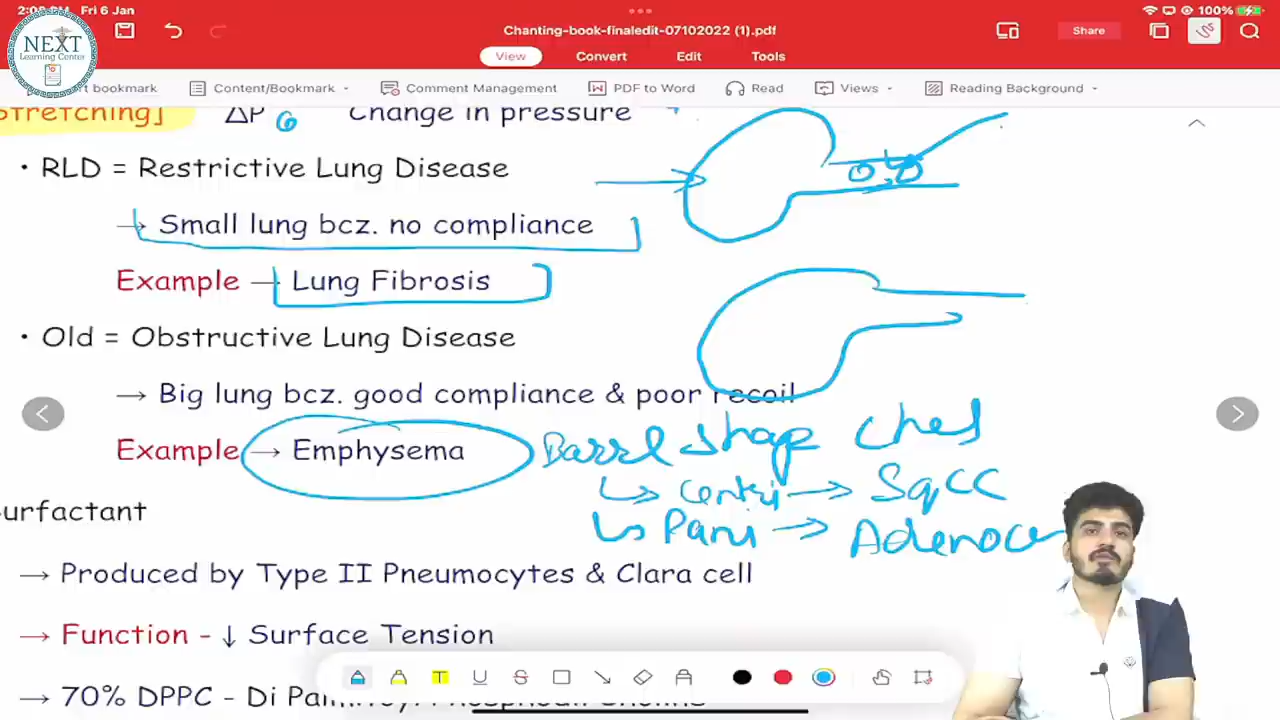 2:08 PM Fri 6 Jan
100%
NEXT
Learning Center
Chanting-book-finaledit-07102022 (1).pdf
Share
View Convert Edit Tools
bookmark Content/Bookmark Comment Management PDF to Word Read Views Reading Background
Stretching] ΔP 6 Change in pressure
• RLD = Restrictive Lung Disease
→ Small lung bcz. no compliance
Example → Lung Fibrosis
• Old = Obstructive Lung Disease
→ Big lung bcz. good compliance & poor recoil
Example → Emphysema Barrel shape chest
↳ Centri → SqCC
↳ Pani → Adenoca
urfactant
→ Produced by Type II Pneumocytes & Clara cell
→ Function - ↓ Surface Tension
→ 70% DPPC - Di